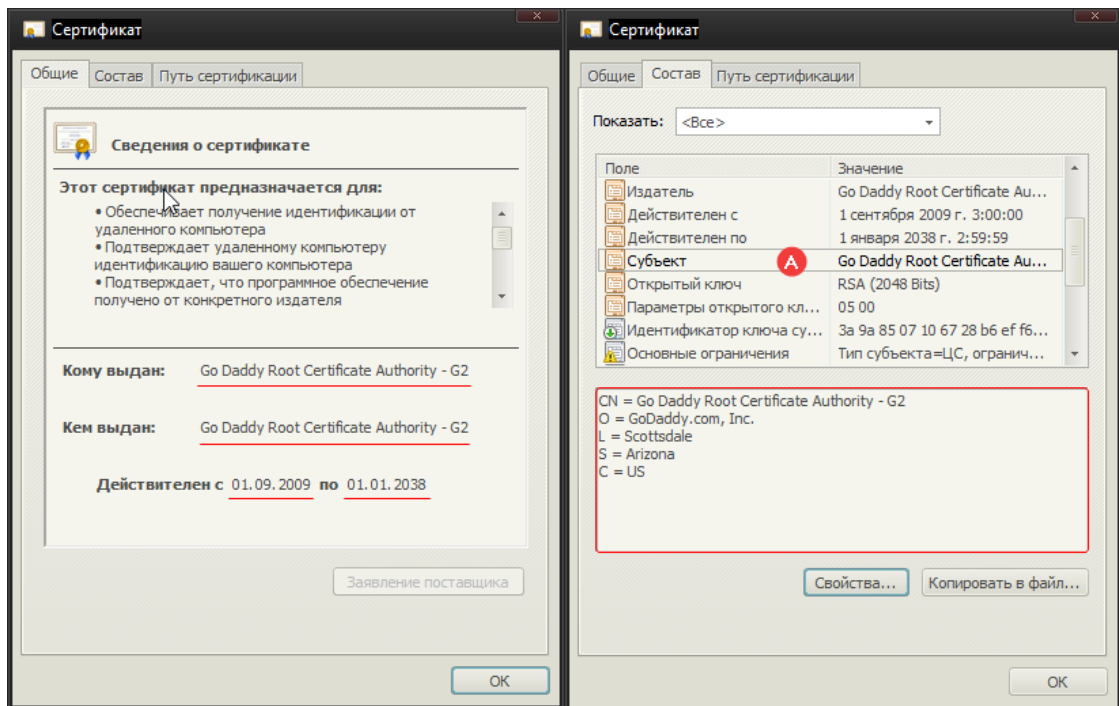 Сертификат
Общие Состав Путь сертификации
Сведения о сертификате
Этот сертификат предназначается для:
• Обеспечивает получение идентификации от
удаленного компьютера
• Подтверждает удаленному компьютеру
идентификацию вашего компьютера
• Подтверждает, что программное обеспечение
получено от конкретного издателя
Кому выдан: Go Daddy Root Certificate Authority - G2
Кем выдан: Go Daddy Root Certificate Authority - G2
Действителен с 01.09.2009 по 01.01.2038
Заявление поставщика
OK
Сертификат
Общие Состав Путь сертификации
Показать: <Все>
Поле Значение
Издатель Go Daddy Root Certificate Au...
Действителен с 1 сентября 2009 г. 3:00:00
Действителен по 1 января 2038 г. 2:59:59
Субъект A Go Daddy Root Certificate Au...
Открытый ключ RSA (2048 Bits)
Параметры открытого кл... 05 00
Идентификатор ключа су... 3a 9a 85 07 10 67 28 b6 ef f6...
Основные ограничения Тип субъекта=ЦС, огранич...
CN = Go Daddy Root Certificate Authority - G2
O = GoDaddy.com, Inc.
L = Scottsdale
S = Arizona
C = US
Свойства... Копировать в файл...
OK